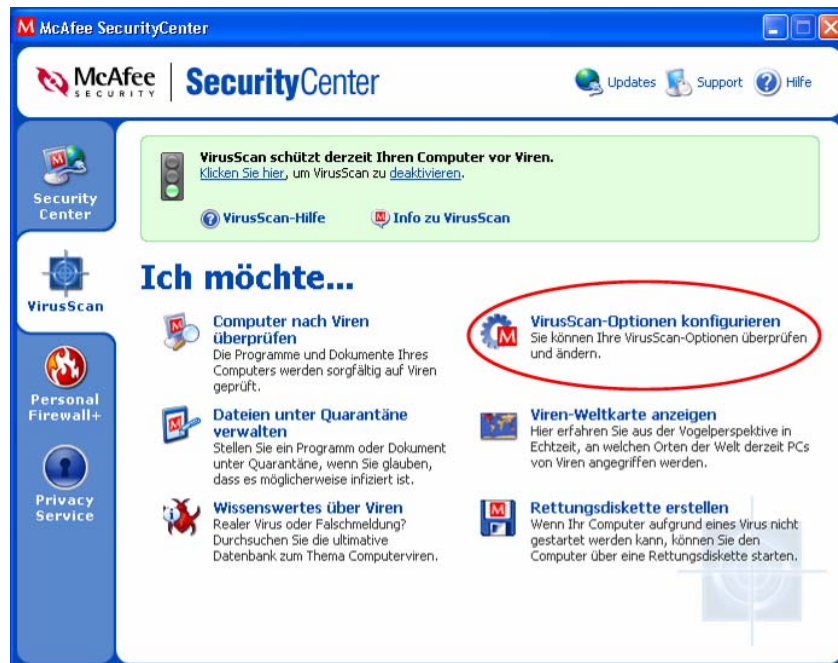 McAfee SecurityCenter
McAfee
SECURITY
SecurityCenter
Updates
Support
Hilfe
Security
Center
VirusScan
Personal
Firewall+
Privacy
Service
VirusScan schützt derzeit Ihren Computer vor Viren.
Klicken Sie hier, um VirusScan zu deaktivieren.
VirusScan-Hilfe
Info zu VirusScan
Ich möchte...
Computer nach Viren
überprüfen
Die Programme und Dokumente Ihres
Computers werden sorgfältig auf Viren
geprüft.
VirusScan-Optionen konfigurieren
Sie können Ihre VirusScan-Optionen überprüfen
und ändern.
Dateien unter Quarantäne
verwalten
Stellen Sie ein Programm oder Dokument
unter Quarantäne, wenn Sie glauben,
dass es möglicherweise infiziert ist.
Viren-Weltkarte anzeigen
Hier erfahren Sie aus der Vogelperspektive in
Echtzeit, an welchen Orten der Welt derzeit PCs
von Viren angegriffen werden.
Wissenswertes über Viren
Realer Virus oder Falschmeldung?
Durchsuchen Sie die ultimative
Datenbank zum Thema Computerviren.
Rettungsdiskette erstellen
Wenn Ihr Computer aufgrund eines Virus nicht
gestartet werden kann, können Sie den
Computer über eine Rettungsdiskette starten.